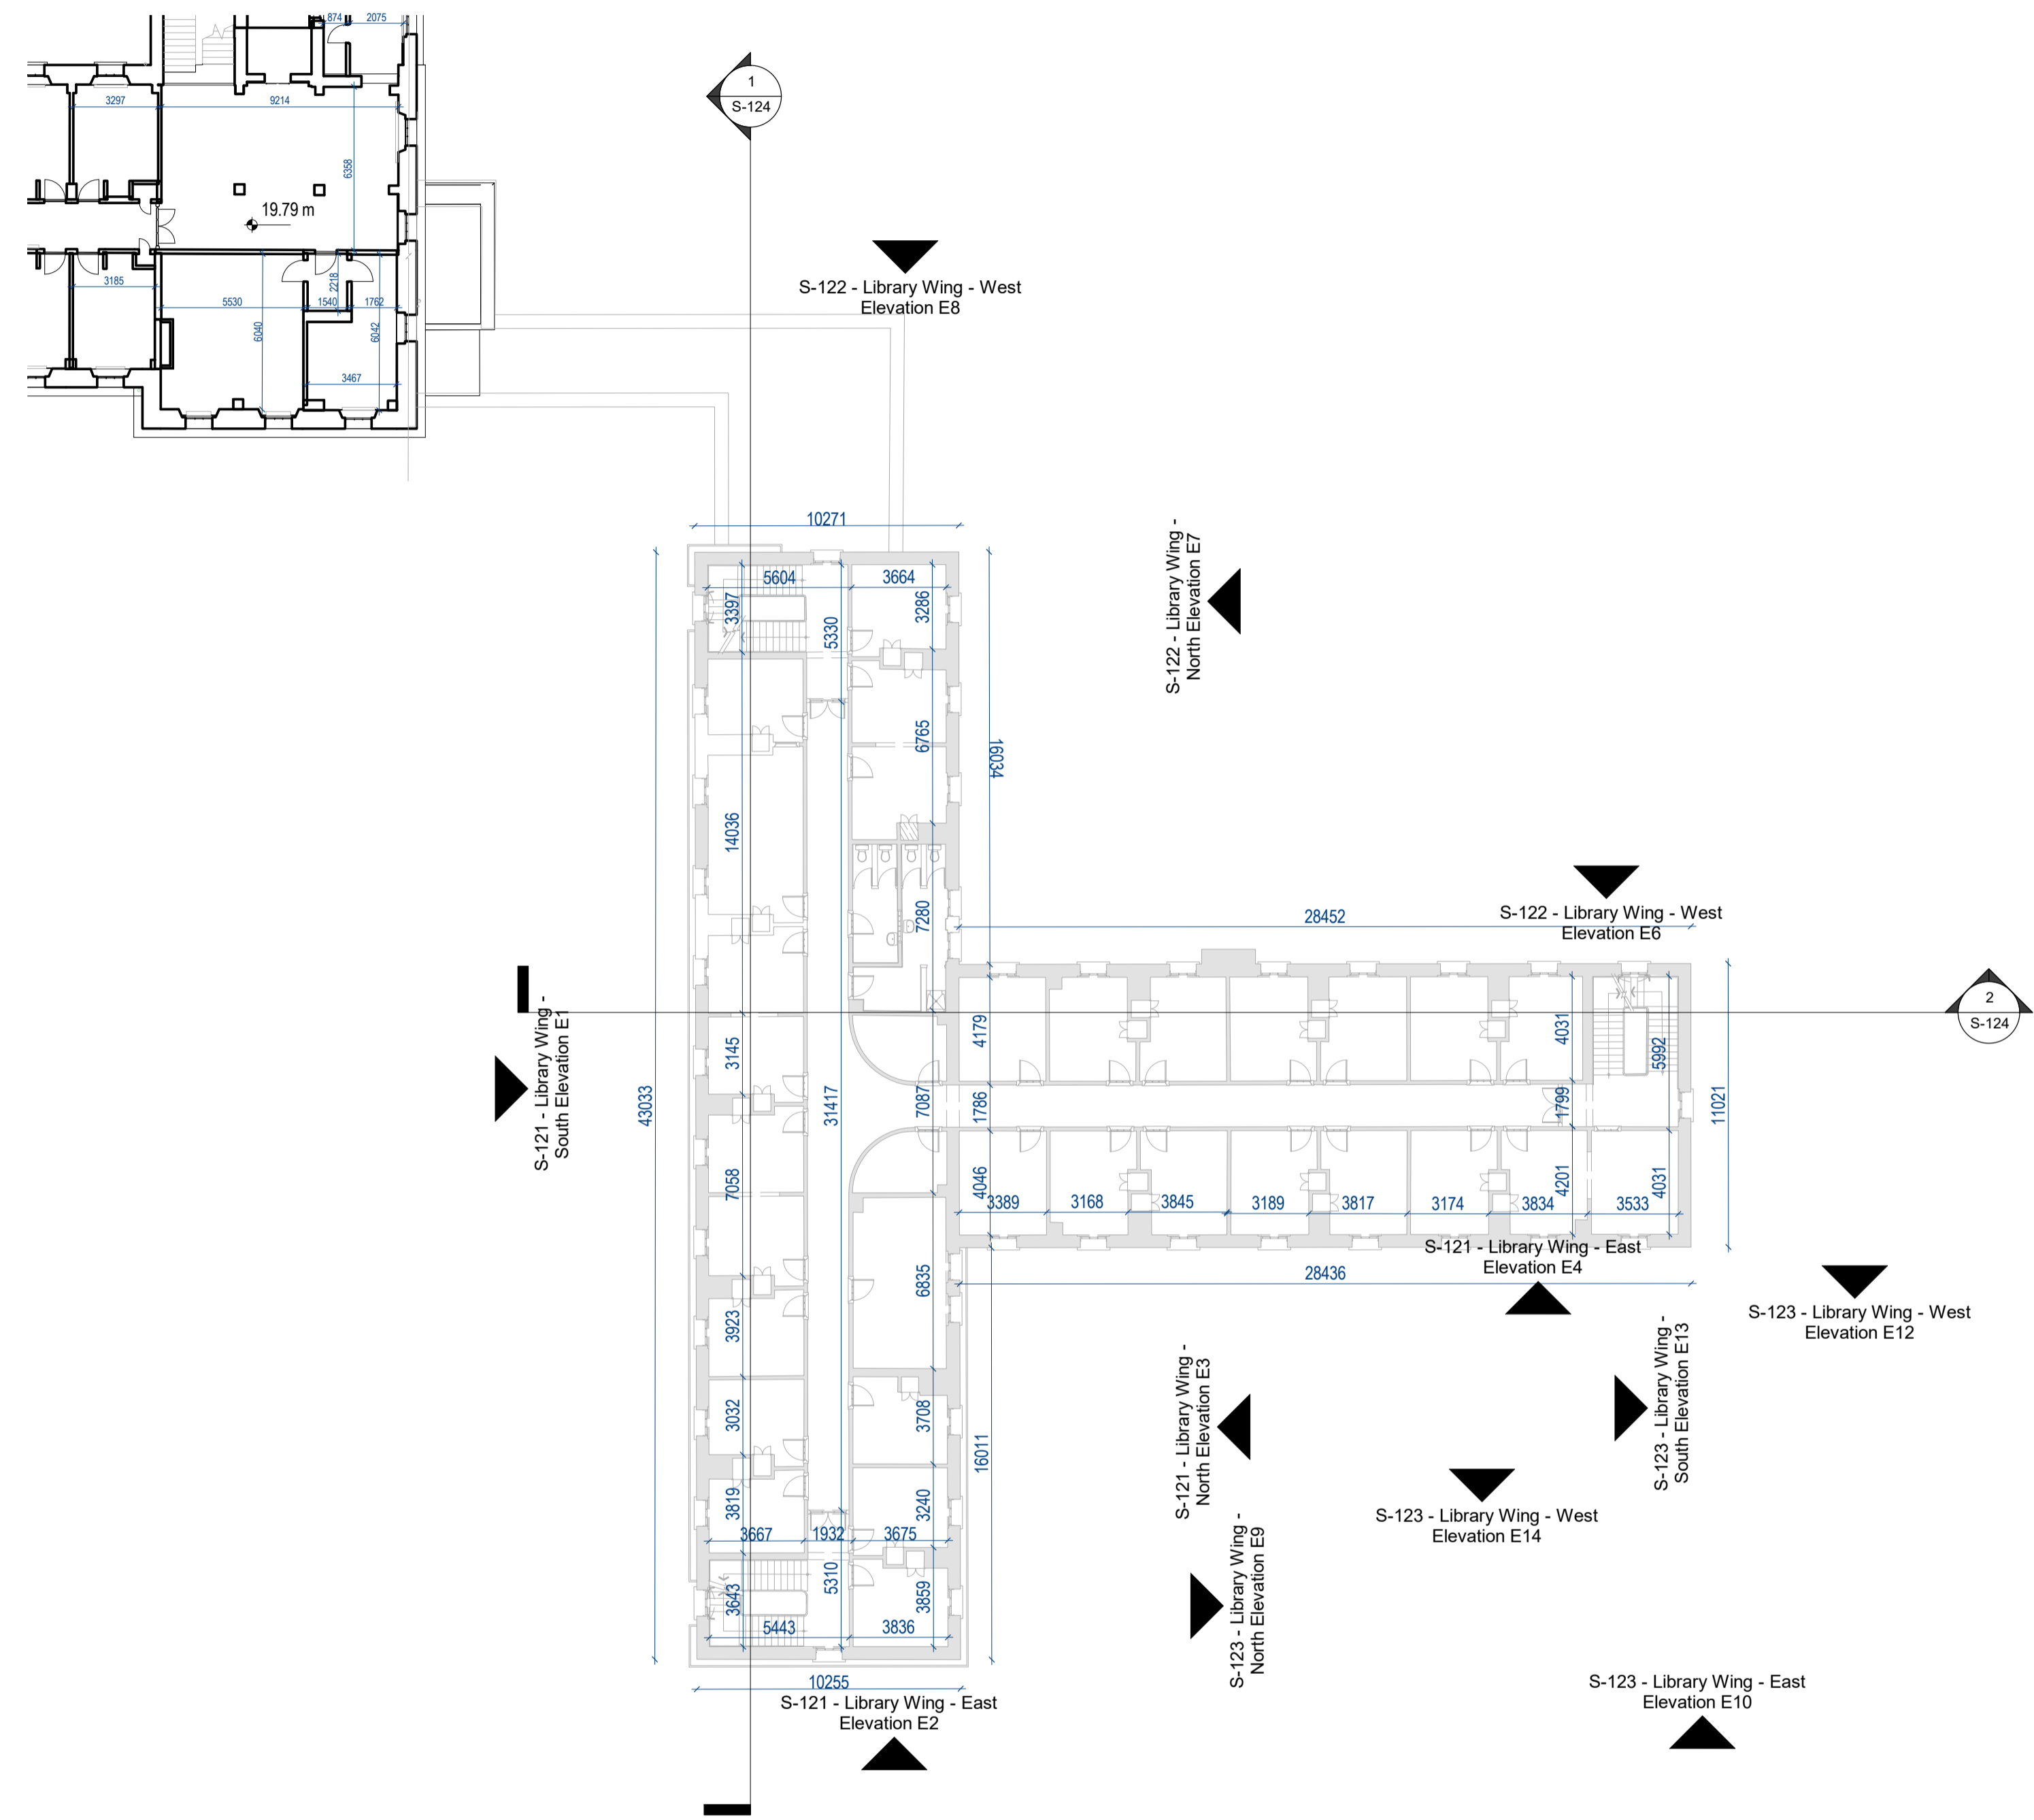 874
2075
3297
9214
6358
19.79 m
3185
5530
2218
1540
1762
6040
6042
3467
1
S-124
S-122 - Library Wing - West
Elevation E8
10271
S-122 - Library Wing -
North Elevation E7
5604
3664
3397
5330
3286
6765
16034
14036
7280
S-122 - Library Wing - West
Elevation E6
28452
S-121 - Library Wing -
South Elevation E1
2
S-124
43033
3145
31417
7087
4179
1786
4046
4031
1799
4201
5992
4031
11021
7058
3389
3168
3845
3189
3817
3174
3834
3533
S-121 - Library Wing - East
Elevation E4
28436
6835
3923
S-123 - Library Wing - West
Elevation E12
S-121 - Library Wing -
North Elevation E3
S-123 - Library Wing -
South Elevation E13
3032
3708
16011
3819
3240
3667
1932
3675
S-123 - Library Wing - West
Elevation E14
S-123 - Library Wing -
North Elevation E9
3643
5310
3859
5443
3836
10255
S-121 - Library Wing - East
Elevation E2
S-123 - Library Wing - East
Elevation E10